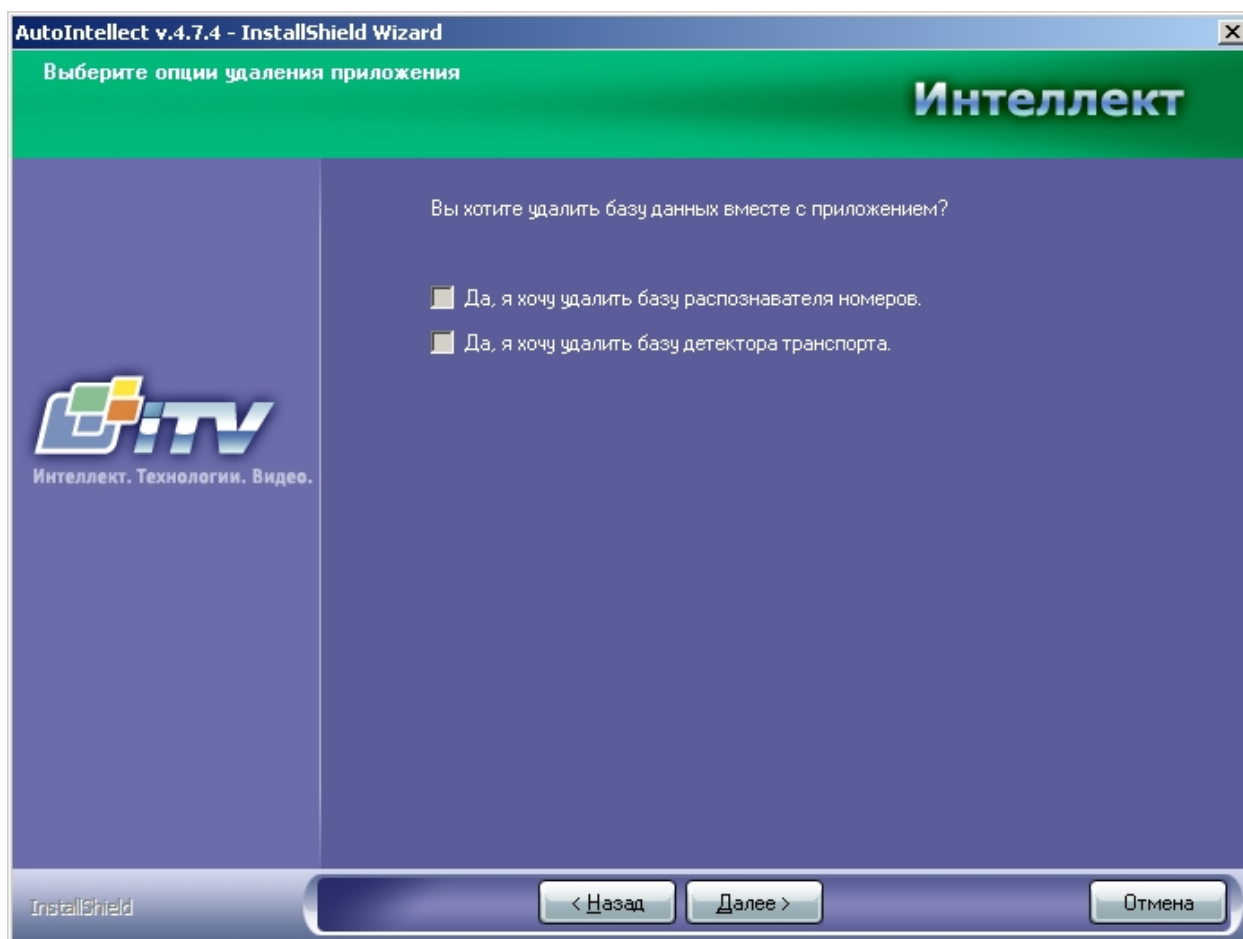 AutoIntellect v.4.7.4 - InstallShield Wizard
Выберите опции удаления приложения
Интеллект
Вы хотите удалить базу данных вместе с приложением?
Да, я хочу удалить базу распознавателя номеров.
Да, я хочу удалить базу детектора транспорта.
iTV
Интеллект. Технологии. Видео.
InstallShield
< Назад
Далее >
Отмена